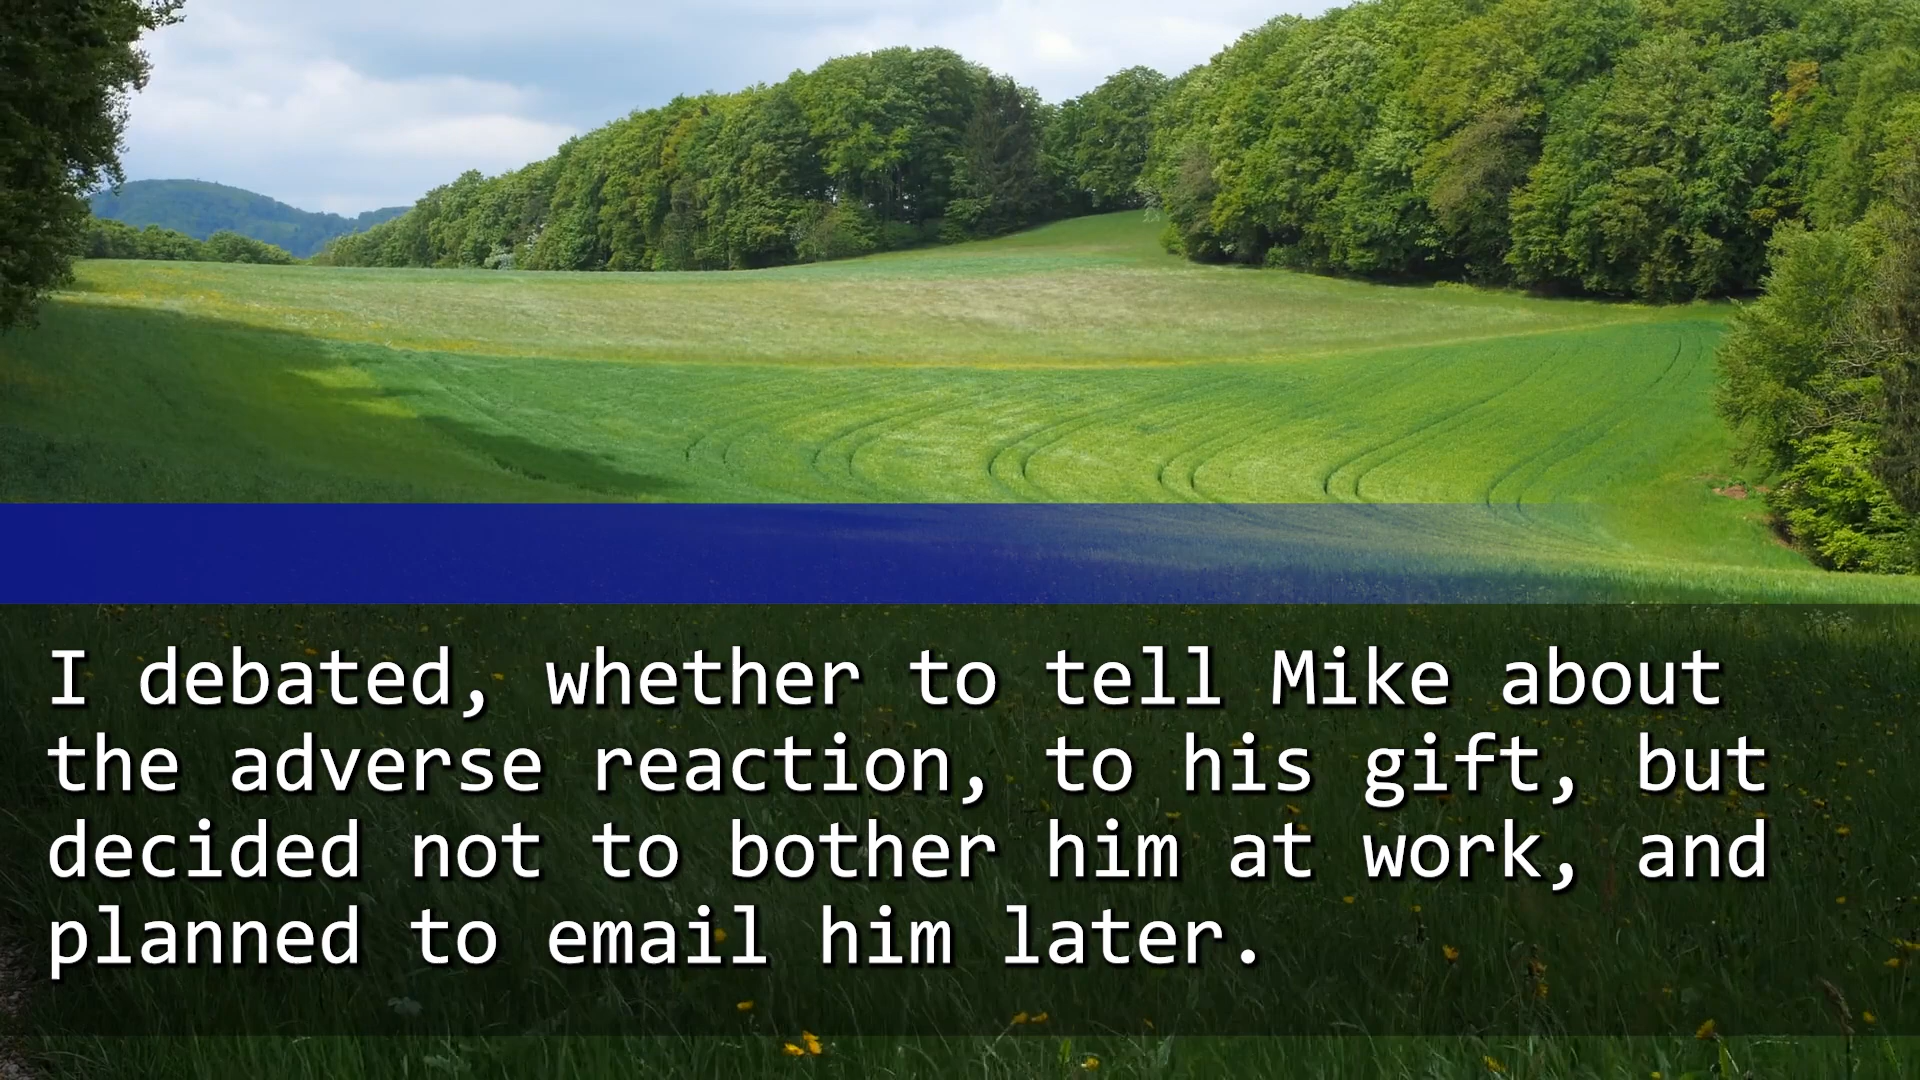 I debated, whether to tell Mike about
the adverse reaction, to his gift, but
decided not to bother him at work, and
planned to email him later.